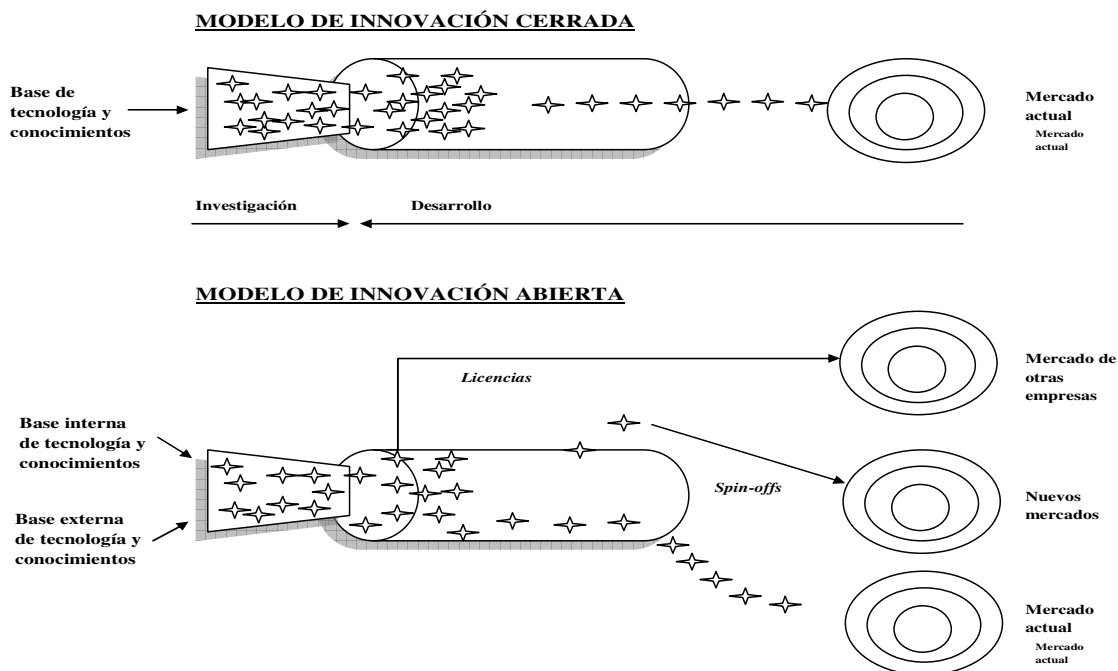 MODELO DE INNOVACIÓN CERRADA
Base de
tecnología y
conocimientos
Mercado
actual
Mercado
actual
Investigación
Desarrollo
MODELO DE INNOVACIÓN ABIERTA
Licencias
Mercado de
otras
empresas
Base interna
de tecnología y
conocimientos
Spin-offs
Nuevos
mercados
Base externa
de tecnología y
conocimientos
Mercado
actual
Mercado
actual